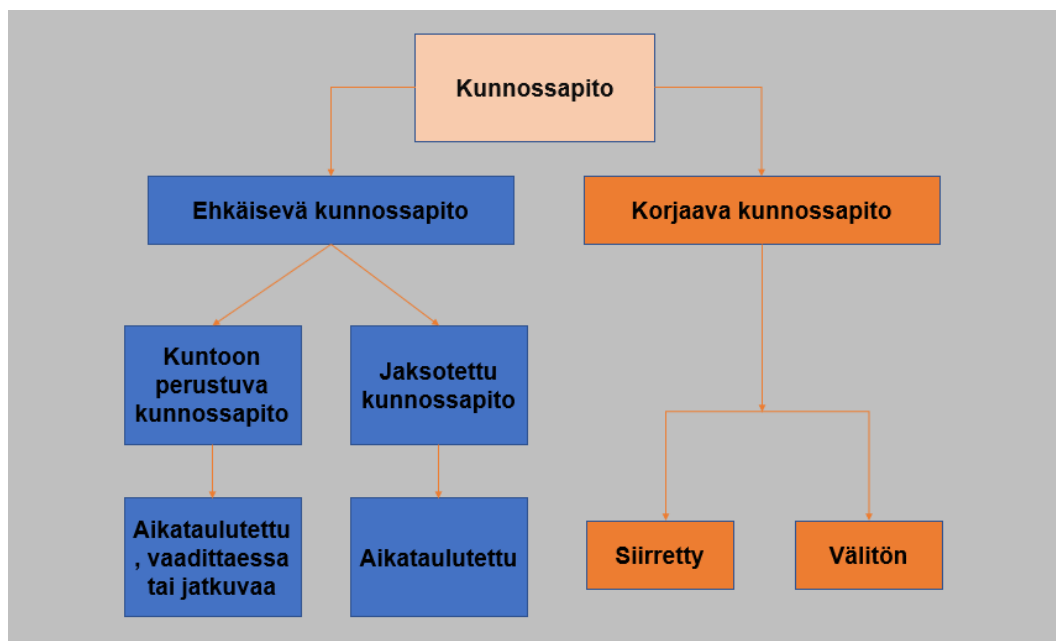 Kunnossapito
Ehkäisevä kunnossapito
Korjaava kunnossapito
Kuntoon
perustuva
kunnossapito
Jaksotettu
kunnossapito
Aikataulutettu
, vaadittaessa
tai jatkuvaa
Aikataulutettu
Siirretty
Välitön